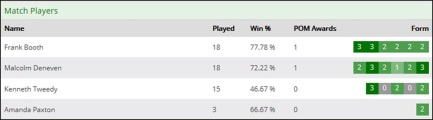 Match Players
Name Played Win % POM Awards Form
Frank Booth 18 77.78 % 1 3 3 2 2 2 2
Malcolm Deneven 18 72.22 % 1 2 3 2 1 2 3
Kenneth Tweedy 15 46.67 % 0 3 0 2 0 2
Amanda Paxton 3 66.67 % 0 2